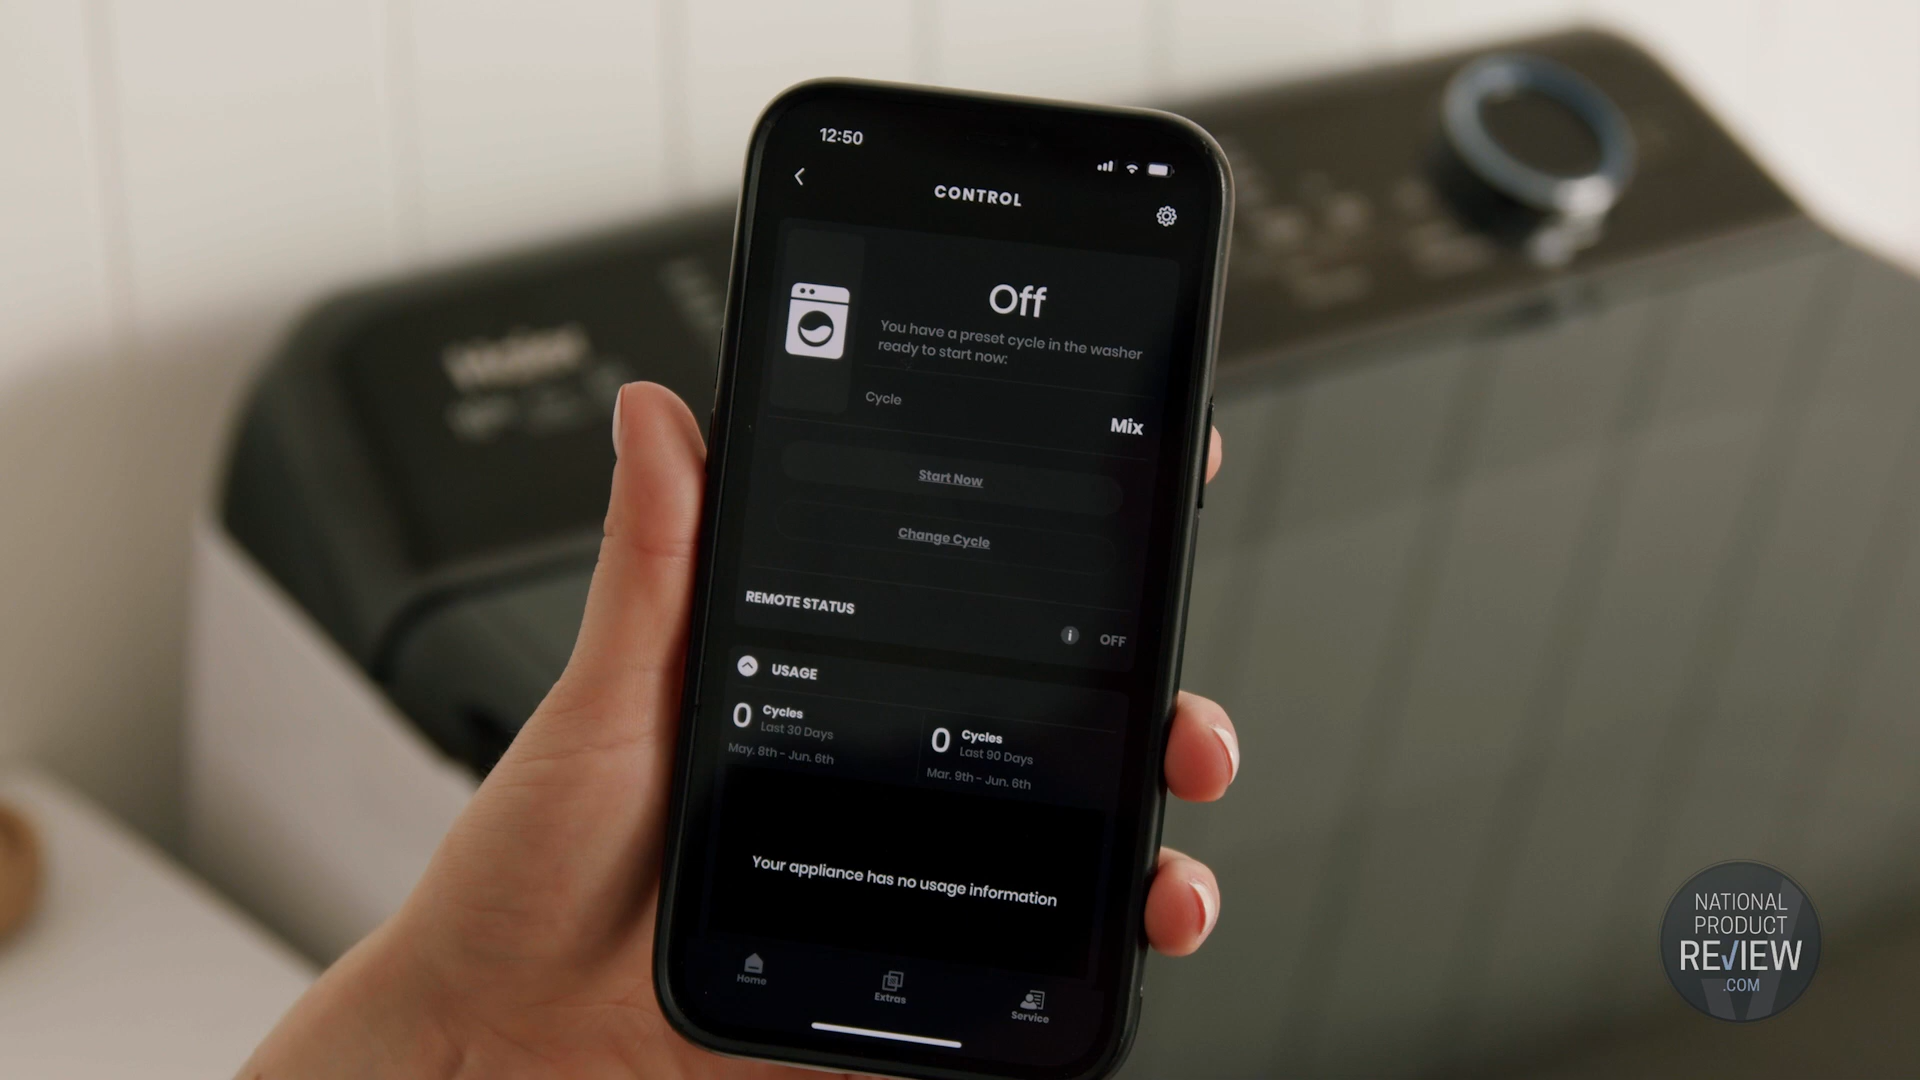 12:50
CONTROL
Off
You have a preset cycle in the washer
ready to start now:
Cycle
Mix
Start Now
Change Cycle
REMOTE STATUS
i
OFF
USAGE
0 Cycles
Last 30 Days
May. 8th - Jun. 6th
0 Cycles
Last 90 Days
Mar. 9th - Jun. 6th
Your appliance has no usage information
Home
Extras
Service
NATIONAL
PRODUCT
REVIEW
.COM